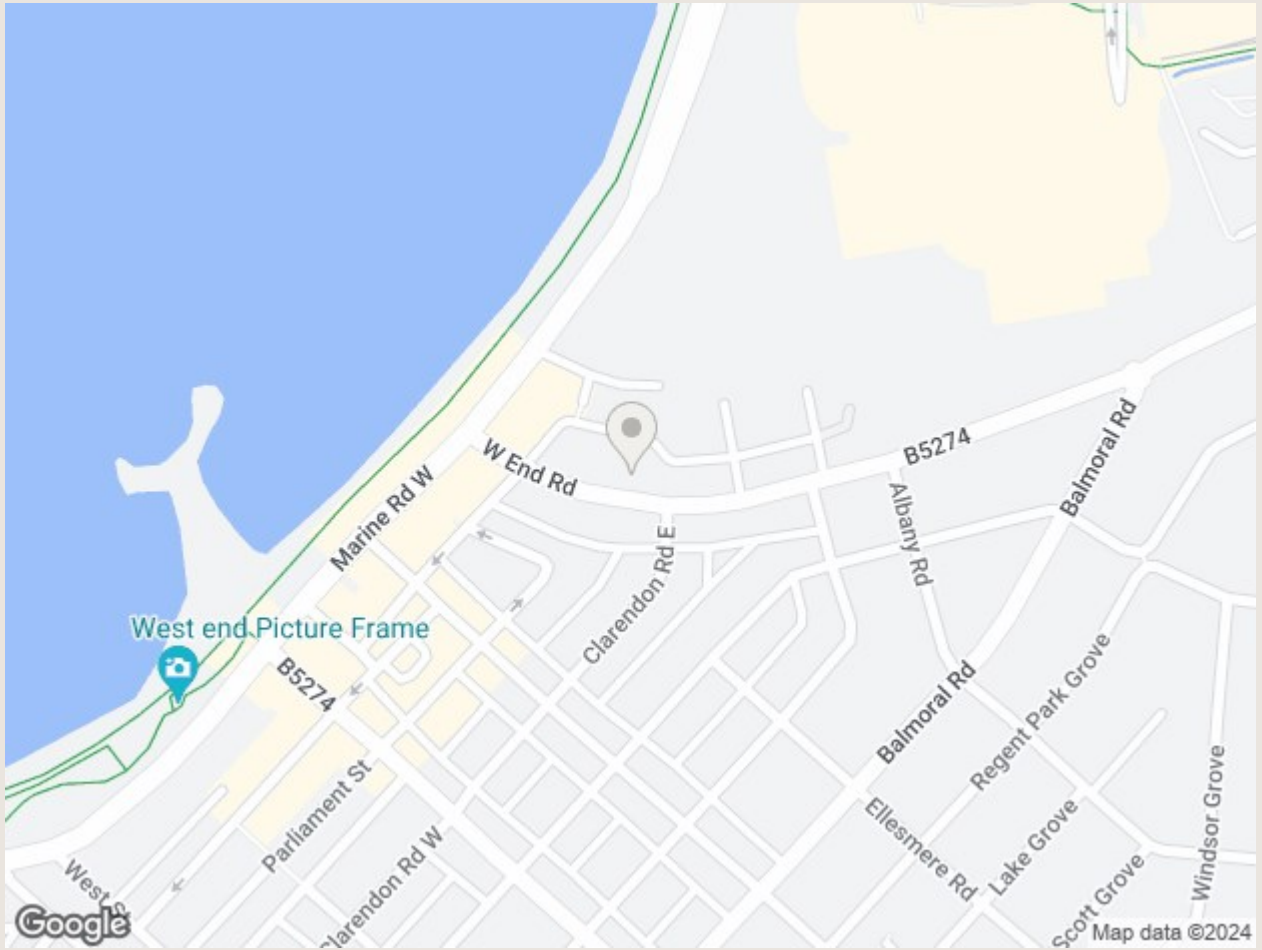 W End Rd
B5274
Balmoral Rd
Marine Rd W
Albany Rd
Clarendon Rd E
West end Picture Frame
B5274
Balmoral Rd
Regent Park Grove
Parliament St
Windsor Grove
Ellesmere Rd
Lake Grove
Clarendon Rd W
West St
Scott Grove
Google
Map data ©2024